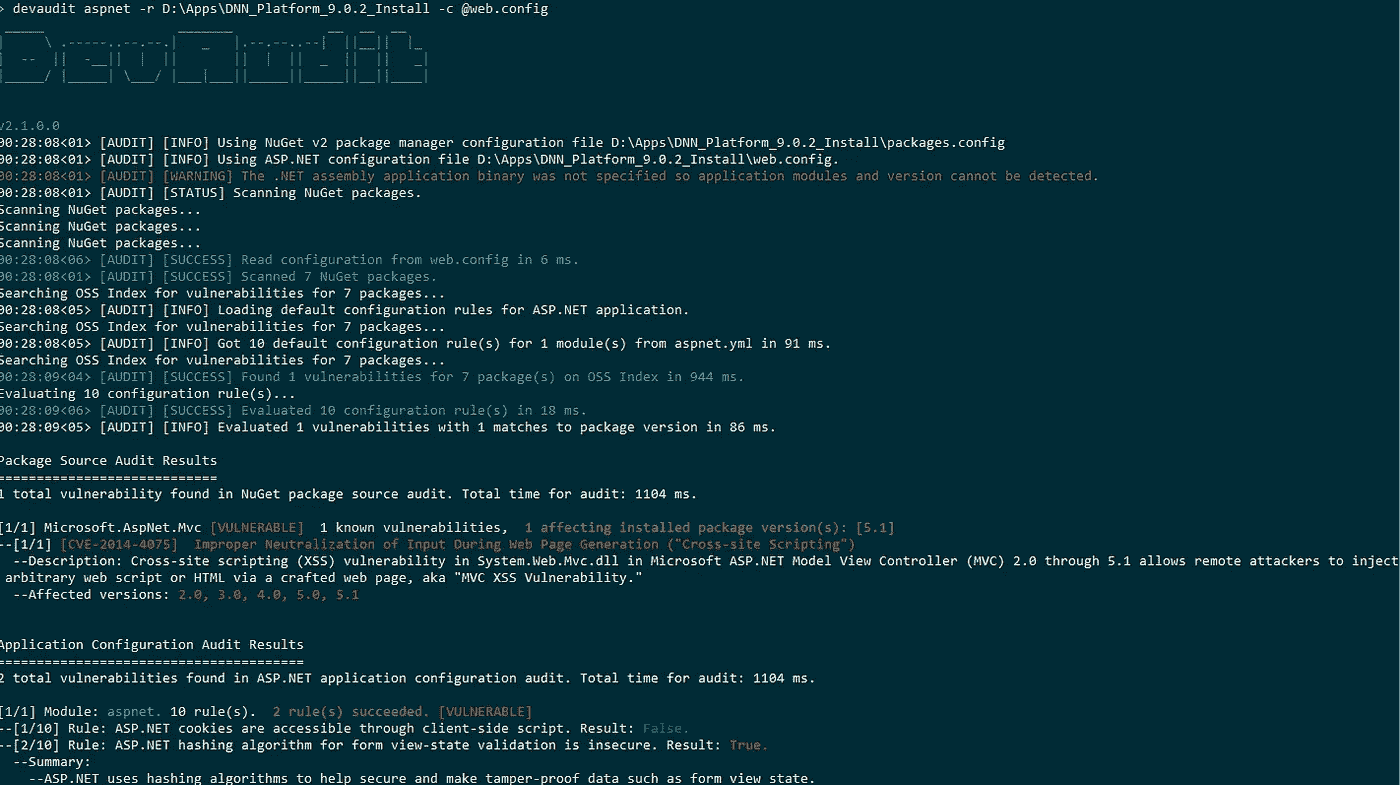 > devaudit aspnet -r D:\Apps\DNN_Platform_9.0.2_Install -c @web.config
DevAudit
v2.1.0.0
00:28:08<01> [AUDIT] [INFO] Using NuGet v2 package manager configuration file D:\Apps\DNN_Platform_9.0.2_Install\packages.config
00:28:08<01> [AUDIT] [INFO] Using ASP.NET configuration file D:\Apps\DNN_Platform_9.0.2_Install\web.config.
00:28:08<01> [AUDIT] [WARNING] The .NET assembly application binary was not specified so application modules and version cannot be detected.
00:28:08<01> [AUDIT] [STATUS] Scanning NuGet packages.
Scanning NuGet packages...
Scanning NuGet packages...
Scanning NuGet packages...
00:28:08<06> [AUDIT] [SUCCESS] Read configuration from web.config in 6 ms.
00:28:08<01> [AUDIT] [SUCCESS] Scanned 7 NuGet packages.
Searching OSS Index for vulnerabilities for 7 packages...
00:28:08<05> [AUDIT] [INFO] Loading default configuration rules for ASP.NET application.
Searching OSS Index for vulnerabilities for 7 packages...
00:28:08<05> [AUDIT] [INFO] Got 10 default configuration rule(s) for 1 module(s) from aspnet.yml in 91 ms.
Searching OSS Index for vulnerabilities for 7 packages...
00:28:09<04> [AUDIT] [SUCCESS] Found 1 vulnerabilities for 7 package(s) on OSS Index in 944 ms.
Evaluating 10 configuration rule(s)...
00:28:09<06> [AUDIT] [SUCCESS] Evaluated 10 configuration rule(s) in 18 ms.
00:28:09<05> [AUDIT] [INFO] Evaluated 1 vulnerabilities with 1 matches to package version in 86 ms.
Package Source Audit Results
============================
1 total vulnerability found in NuGet package source audit. Total time for audit: 1104 ms.
[1/1] Microsoft.AspNet.Mvc [VULNERABLE]  1 known vulnerabilities,  1 affecting installed package version(s): [5.1]
--[1/1] [CVE-2014-4075]  Improper Neutralization of Input During Web Page Generation ("Cross-site Scripting")
--Description: Cross-site scripting (XSS) vulnerability in System.Web.Mvc.dll in Microsoft ASP.NET Model View Controller (MVC) 2.0 through 5.1 allows remote attackers to inject
arbitrary web script or HTML via a crafted web page, aka "MVC XSS Vulnerability."
--Affected versions: 2.0, 3.0, 4.0, 5.0, 5.1
Application Configuration Audit Results
=======================================
2 total vulnerabilities found in ASP.NET application configuration audit. Total time for audit: 1104 ms.
[1/1] Module: aspnet. 10 rule(s).  2 rule(s) succeeded. [VULNERABLE]
--[1/10] Rule: ASP.NET cookies are accessible through client-side script. Result: False.
--[2/10] Rule: ASP.NET hashing algorithm for form view-state validation is insecure. Result: True.
--Summary:
--ASP.NET uses hashing algorithms to help secure and make tamper-proof data such as form view state.